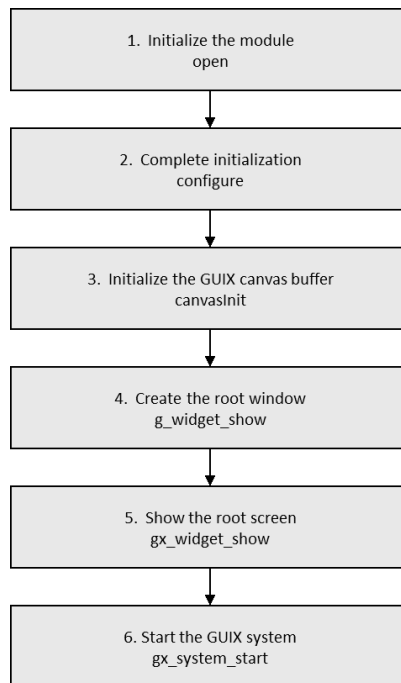 1. Initialize the module
open
2. Complete initialization
configure
3. Initialize the GUIX canvas buffer
canvasInit
4. Create the root window
g_widget_show
5. Show the root screen
gx_widget_show
6. Start the GUIX system
gx_system_start